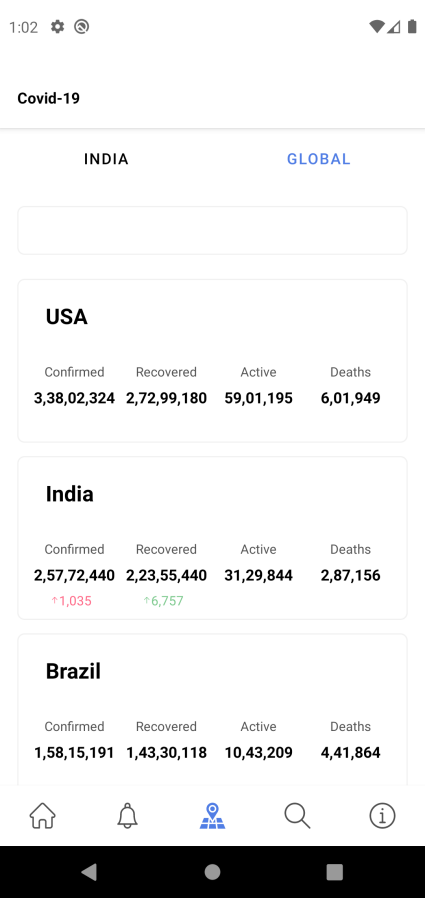 1:02
Covid-19
INDIA GLOBAL
USA
Confirmed Recovered Active Deaths
3,38,02,324 2,72,99,180 59,01,195 6,01,949
India
Confirmed Recovered Active Deaths
2,57,72,440 2,23,55,440 31,29,844 2,87,156
↑1,035 ↑6,757
Brazil
Confirmed Recovered Active Deaths
1,58,15,191 1,43,30,118 10,43,209 4,41,864